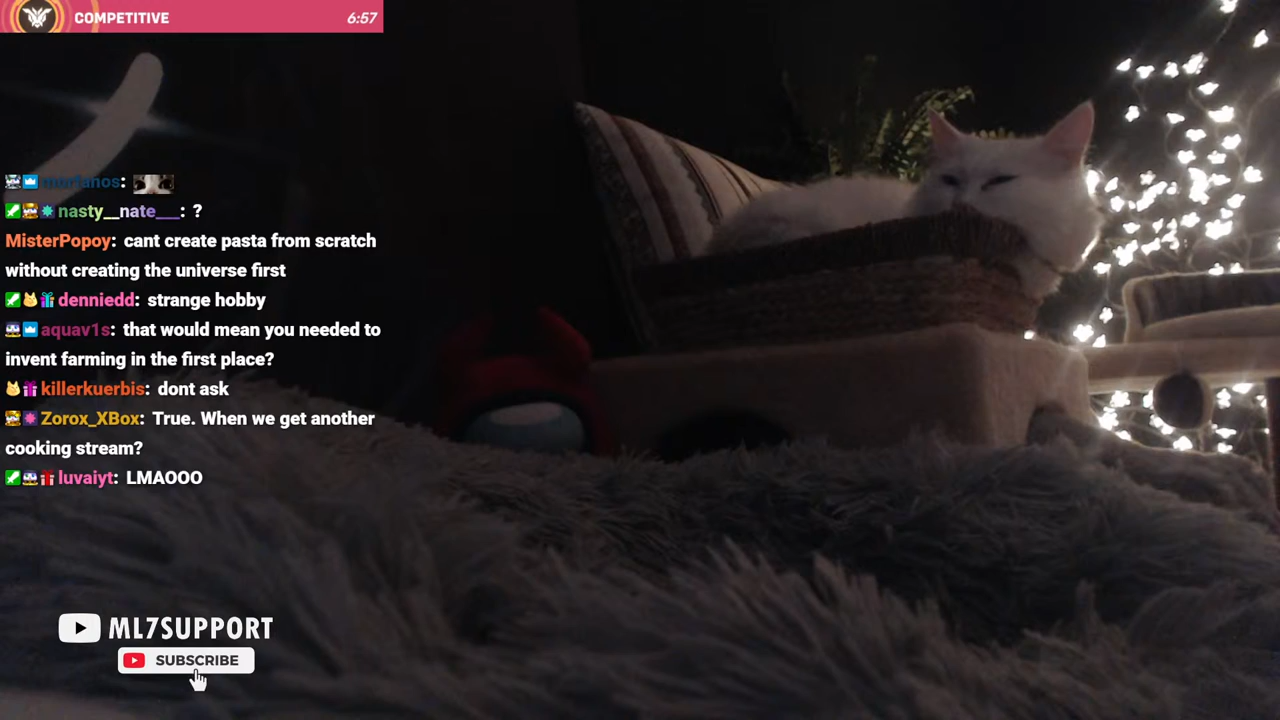 COMPETITIVE 6:57
morfanos:
nasty__nate___: ?
MisterPopoy: cant create pasta from scratch
without creating the universe first
denniedd: strange hobby
aquav1s: that would mean you needed to
invent farming in the first place?
killerkuerbis: dont ask
Zorox_XBox: True. When we get another
cooking stream?
luvaiyt: LMAOOO
ML7SUPPORT
SUBSCRIBE